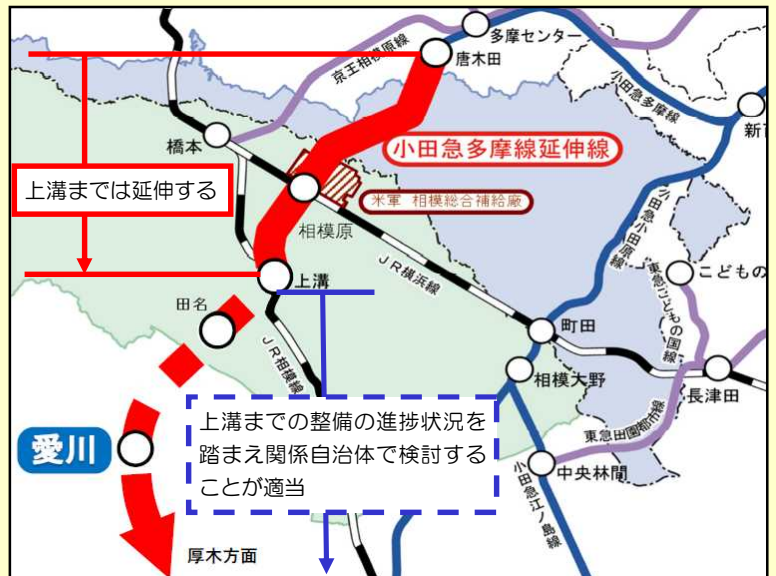 多摩センター
唐木田
京王相模原線
小田急多摩線
新百
橋本
小田急多摩線延伸線
上溝までは延伸する
米軍 相模総合補給廠
相模原
小田急小田原線
JR横浜線
上溝
こどもの
東急こどもの国線
田名
町田
JR相模線
相模大野
長津田
上溝までの整備の進捗状況を
踏まえ関係自治体で検討する
ことが適当
東急田園都市線
愛川
中央林間
小田急江ノ島線
厚木方面